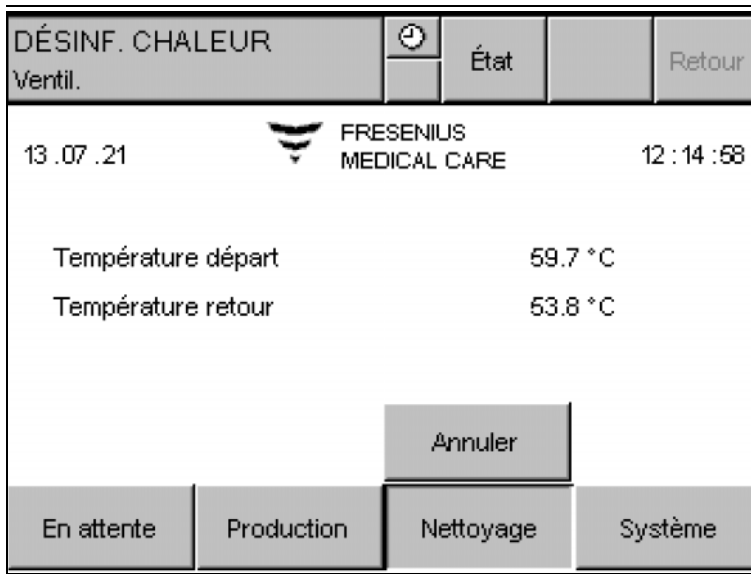 DÉSINF. CHALEUR
Ventil.
État
Retour
13 .07 .21
FRESENIUS
MEDICAL CARE
12 : 14 :58
Température départ 59.7 °C
Température retour 53.8 °C
Annuler
En attente Production Nettoyage Système